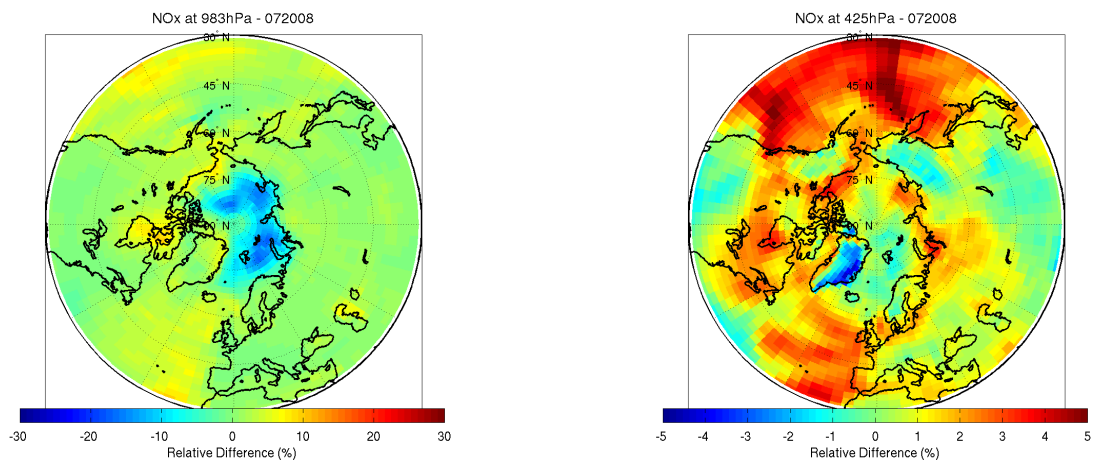 NOx at 983hPa - 072008
30° N
45° N
60° N
75° N
90° N
-30 -20 -10 0 10 20 30
Relative Difference (%)
NOx at 425hPa - 072008
30° N
45° N
60° N
75° N
90° N
-5 -4 -3 -2 -1 0 1 2 3 4 5
Relative Difference (%)